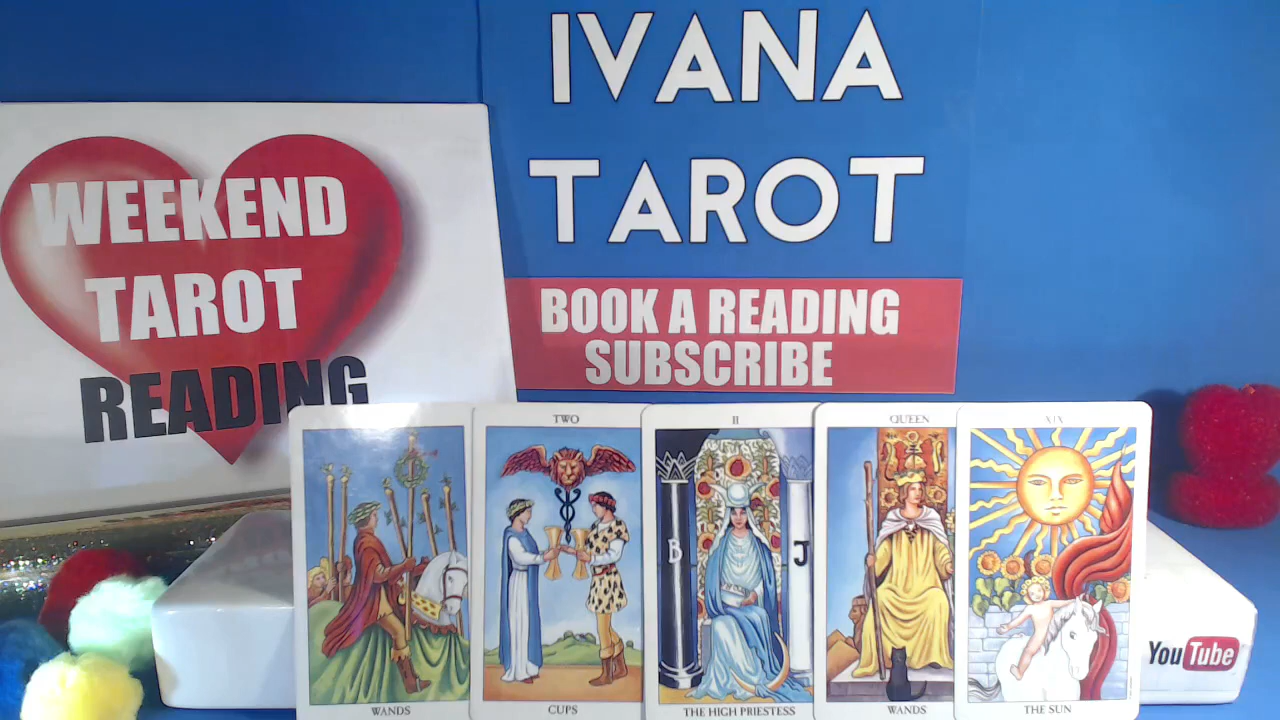 IVANA
TAROT
BOOK A READING
SUBSCRIBE
WEEKEND
TAROT
READING
WANDS
TWO
CUPS
II
B
J
THE HIGH PRIESTESS
QUEEN
WANDS
XIX
THE SUN
YouTube